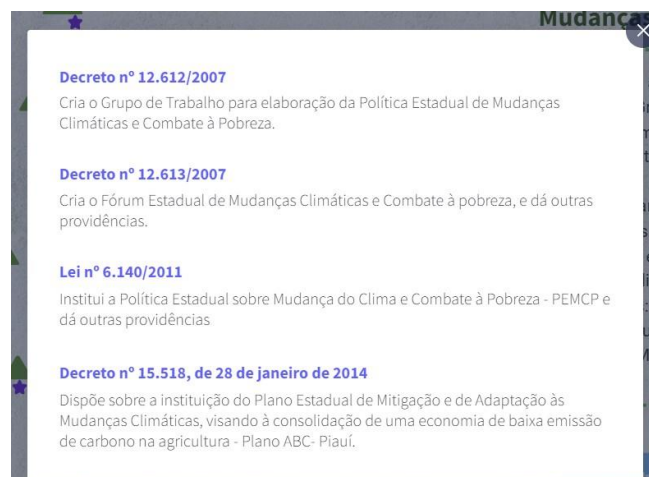 Mudanças
Decreto nº 12.612/2007
Cria o Grupo de Trabalho para elaboração da Política Estadual de Mudanças
Climáticas e Combate à Pobreza.
Decreto nº 12.613/2007
Cria o Fórum Estadual de Mudanças Climáticas e Combate à pobreza, e dá outras
providências.
Lei nº 6.140/2011
Institui a Política Estadual sobre Mudança do Clima e Combate à Pobreza - PEMCP e
dá outras providências
Decreto nº 15.518, de 28 de janeiro de 2014
Dispõe sobre a instituição do Plano Estadual de Mitigação e de Adaptação às
Mudanças Climáticas, visando à consolidação de uma economia de baixa emissão
de carbono na agricultura - Plano ABC- Piauí.